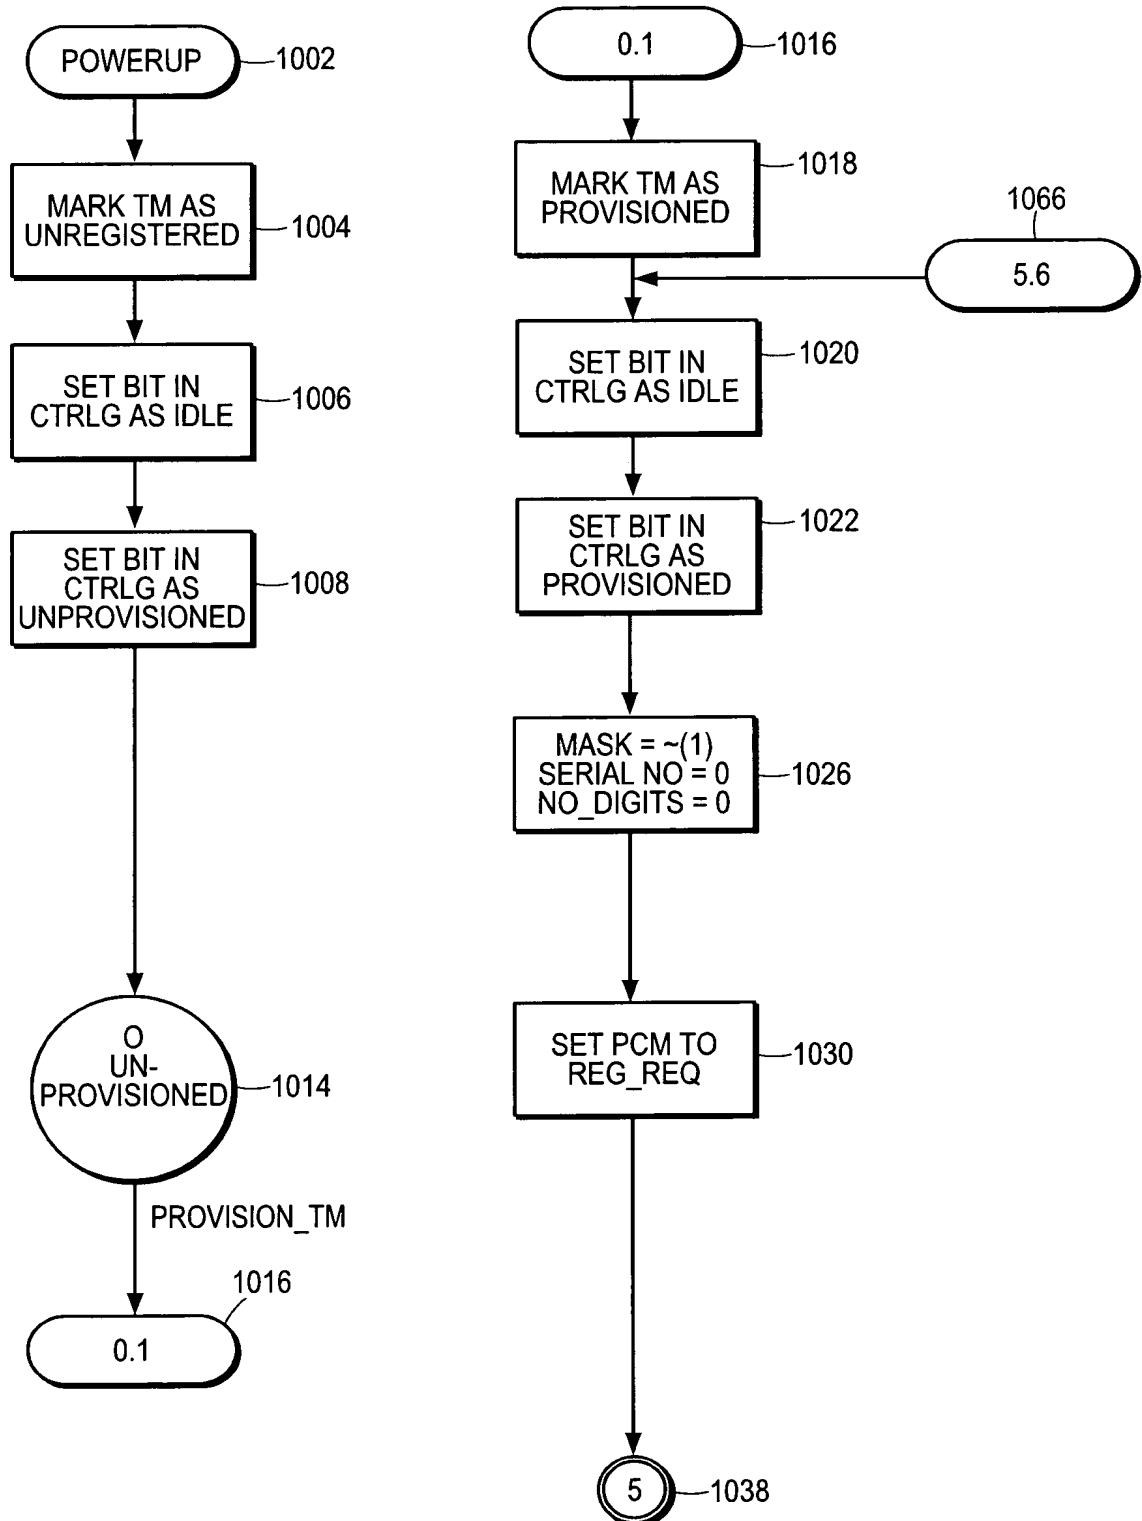 POWERUP
1002
MARK TM AS
UNREGISTERED
1004
SET BIT IN
CTRLG AS IDLE
1006
SET BIT IN
CTRLG AS
UNPROVISIONED
1008
O
UN-
PROVISIONED
1014
PROVISION_TM
1016
0.1
0.1
1016
MARK TM AS
PROVISIONED
1018
1066
5.6
SET BIT IN
CTRLG AS IDLE
1020
SET BIT IN
CTRLG AS
PROVISIONED
1022
MASK = ~(1)
SERIAL NO = 0
NO_DIGITS = 0
1026
SET PCM TO
REG_REQ
1030
5
1038